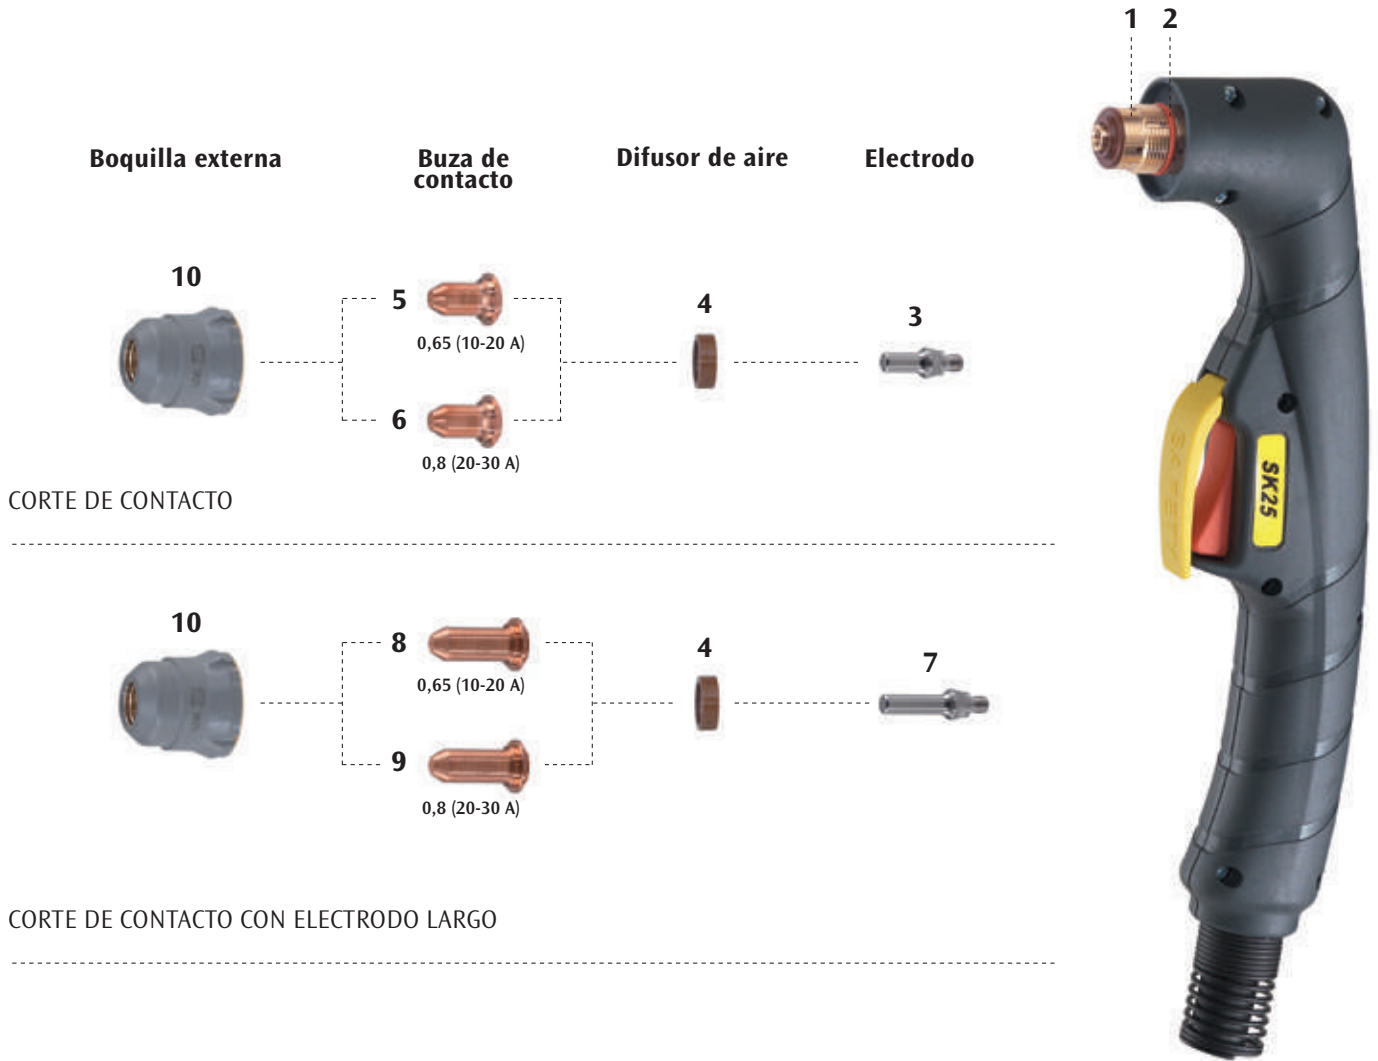 1 2
Boquilla externa
Buza de
contacto
Difusor de aire
Electrodo
10
5
0,65 (10-20 A)
6
0,8 (20-30 A)
4
3
CORTE DE CONTACTO
10
8
0,65 (10-20 A)
9
0,8 (20-30 A)
4
7
CORTE DE CONTACTO CON ELECTRODO LARGO
SK25